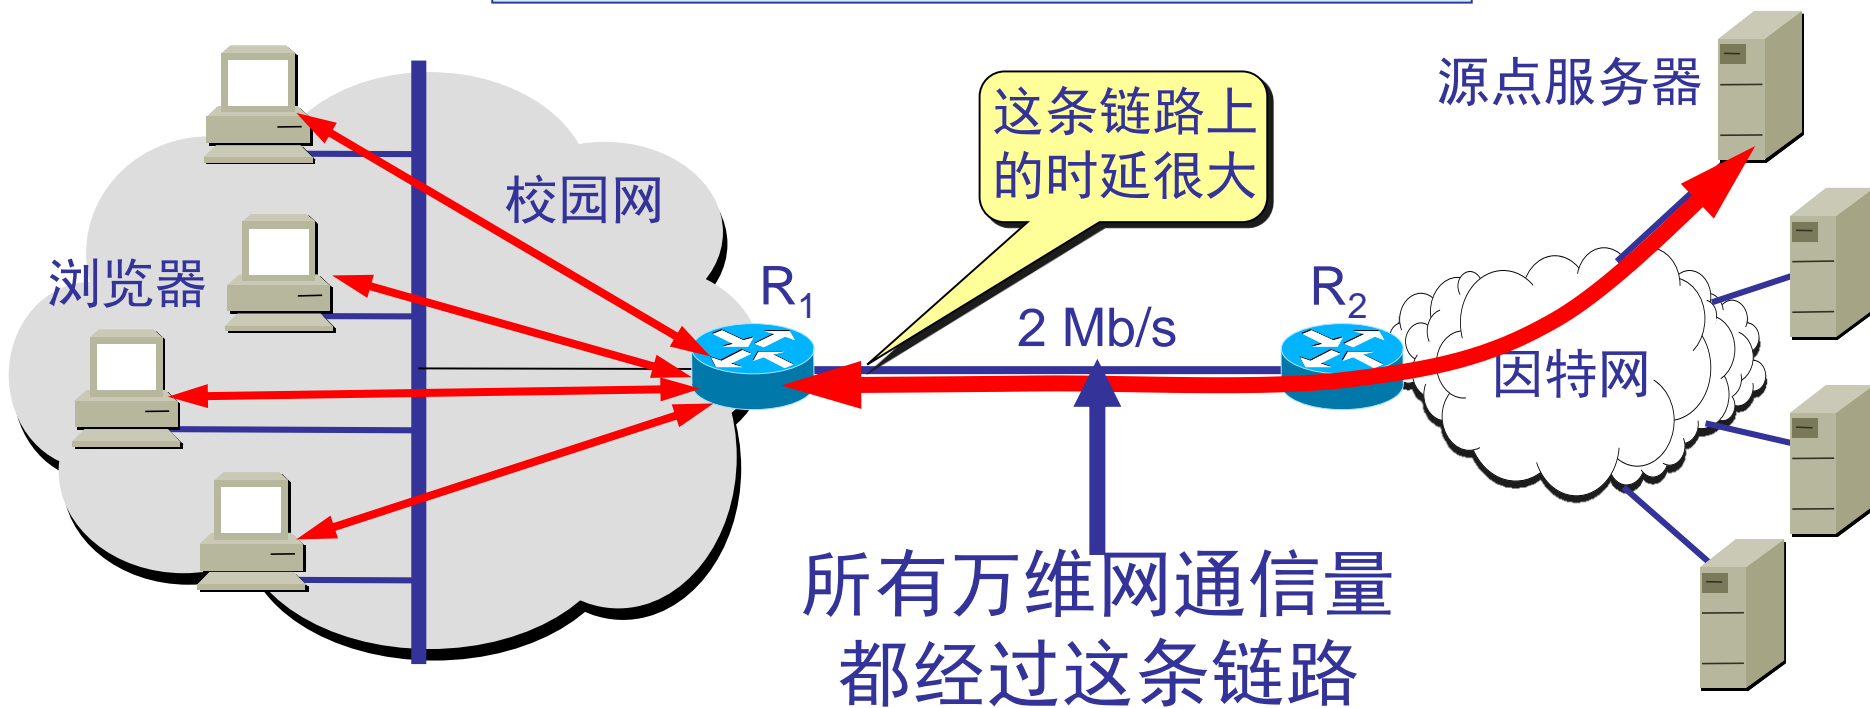 源点服务器
这条链路上
的时延很大
校园网
浏览器
R1
2 Mb/s
R2
因特网
所有万维网通信量
都经过这条链路